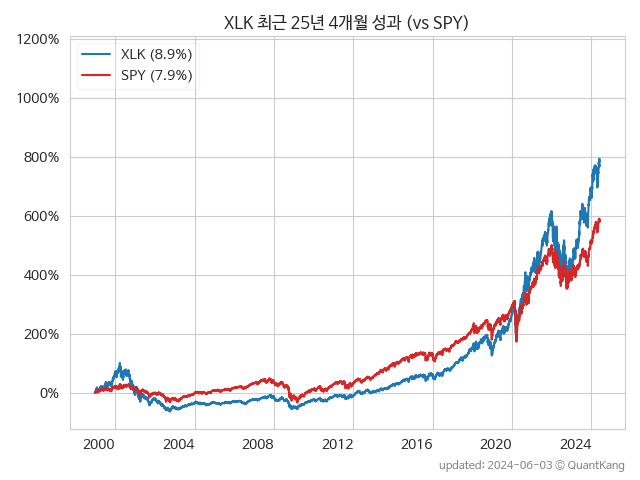 XLK 최근 25년 4개월 성과 (vs SPY)
1200%
XLK (8.9%)
SPY (7.9%)
1000%
800%
600%
400%
200%
0%
2000 2004 2008 2012 2016 2020 2024
updated: 2024-06-03 ⓒ QuantKang